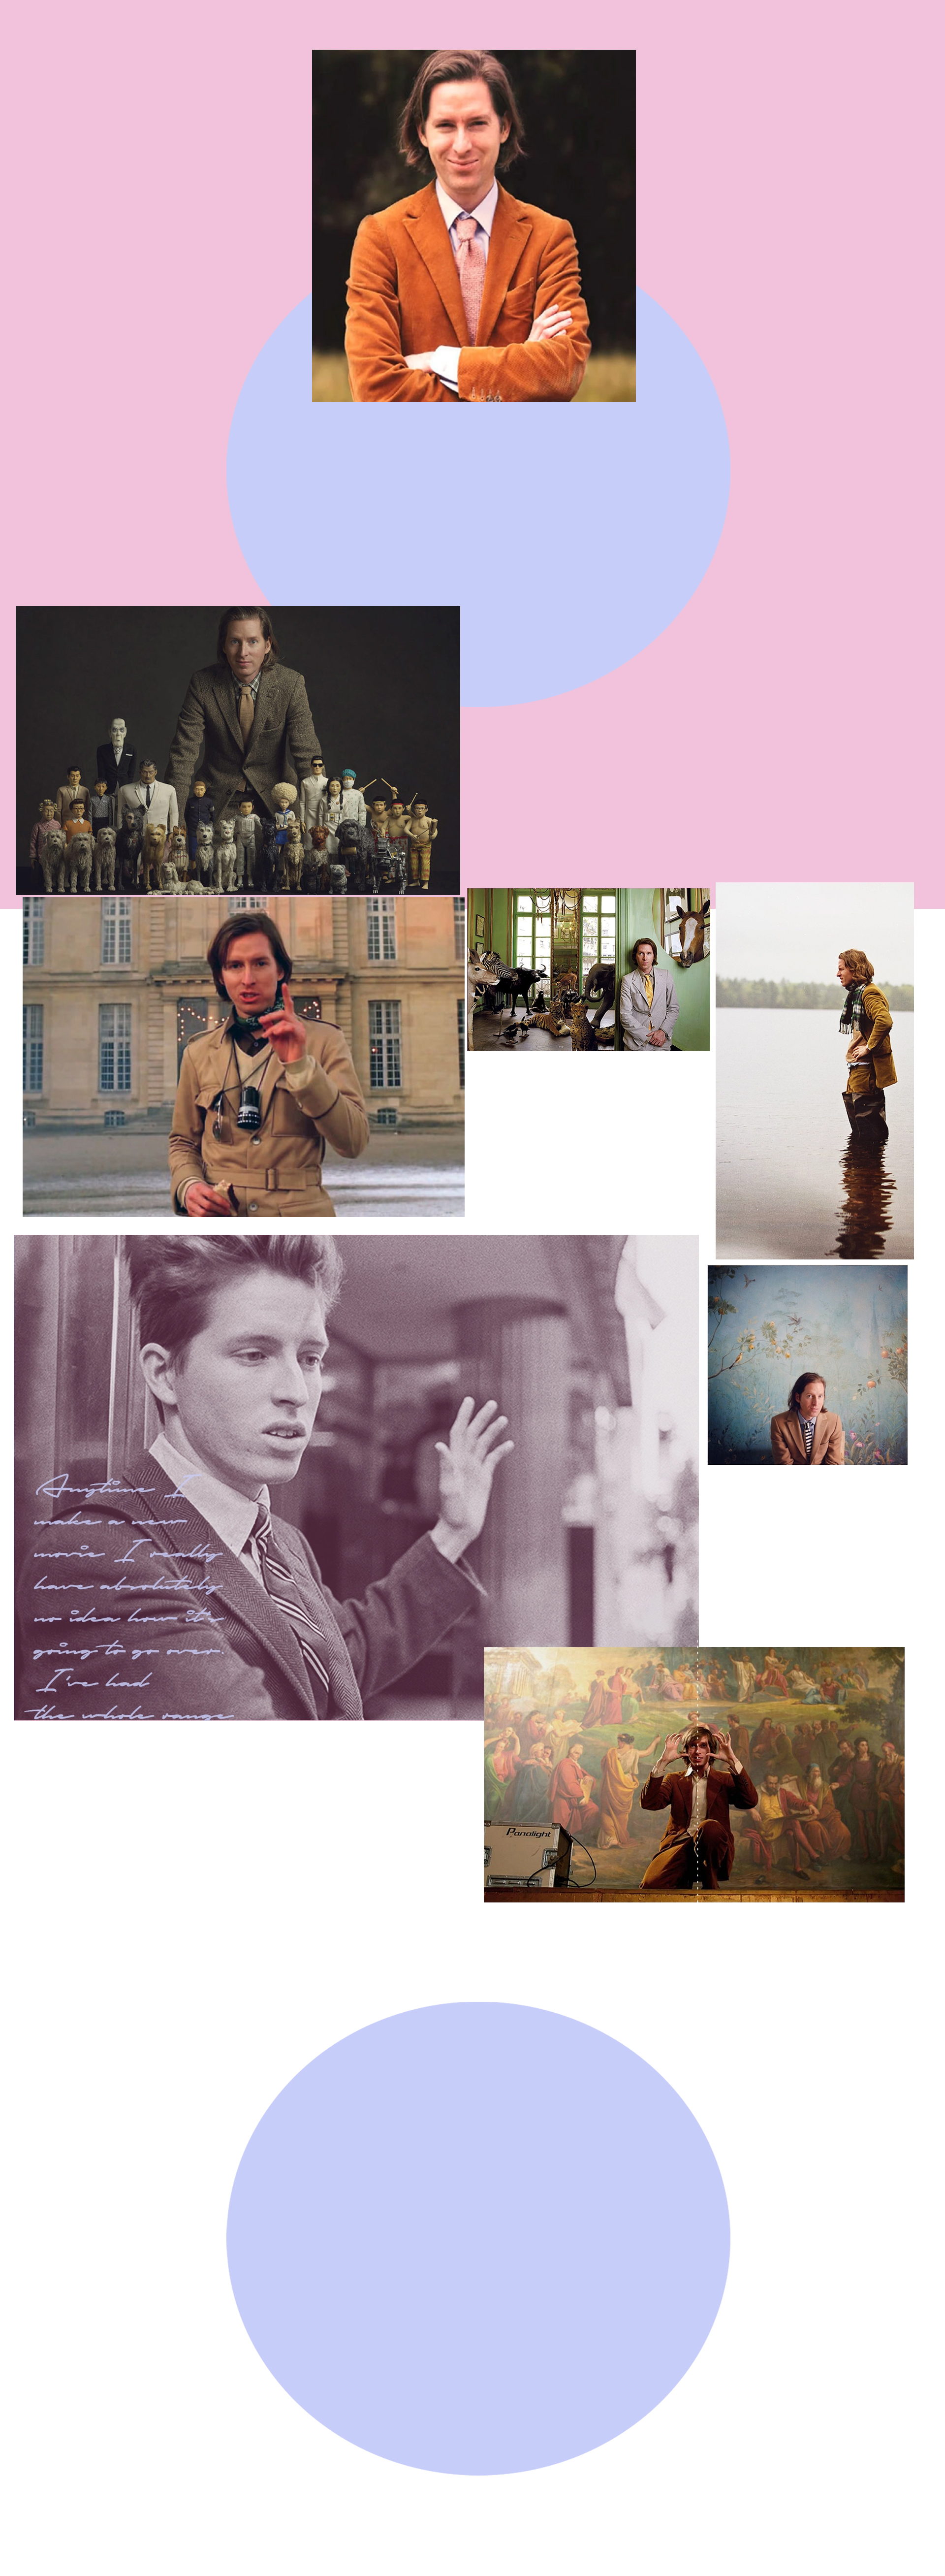 Anytime I
make a new
movie I really
have absolutely
no idea how it's
going to go over.
I've had
the whole range
Panalight